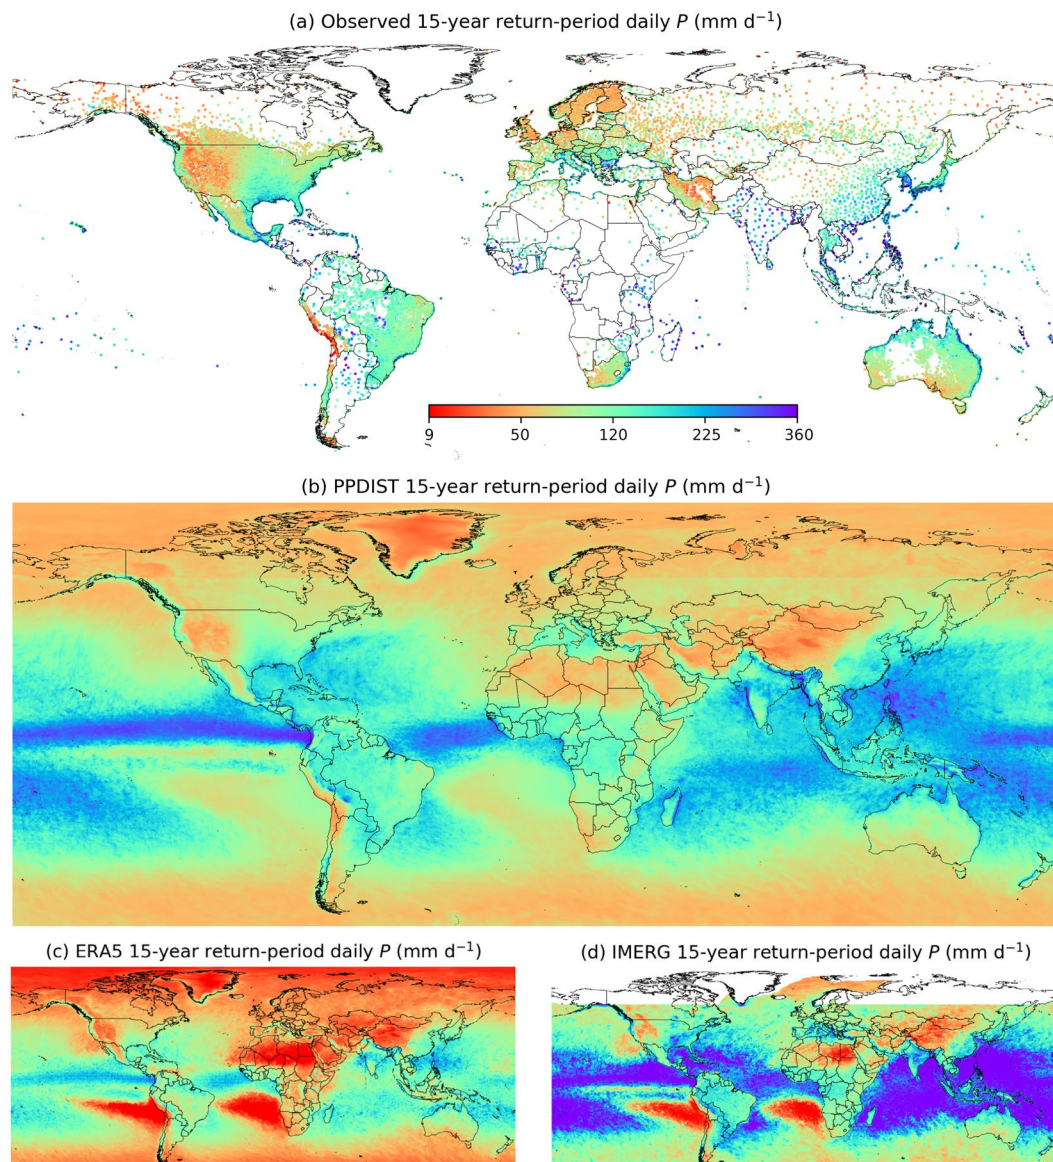 (a) Observed 15-year return-period daily P (mm d⁻¹)
9 50 120 225 360
(b) PPDIST 15-year return-period daily P (mm d⁻¹)
(c) ERA5 15-year return-period daily P (mm d⁻¹)
(d) IMERG 15-year return-period daily P (mm d⁻¹)